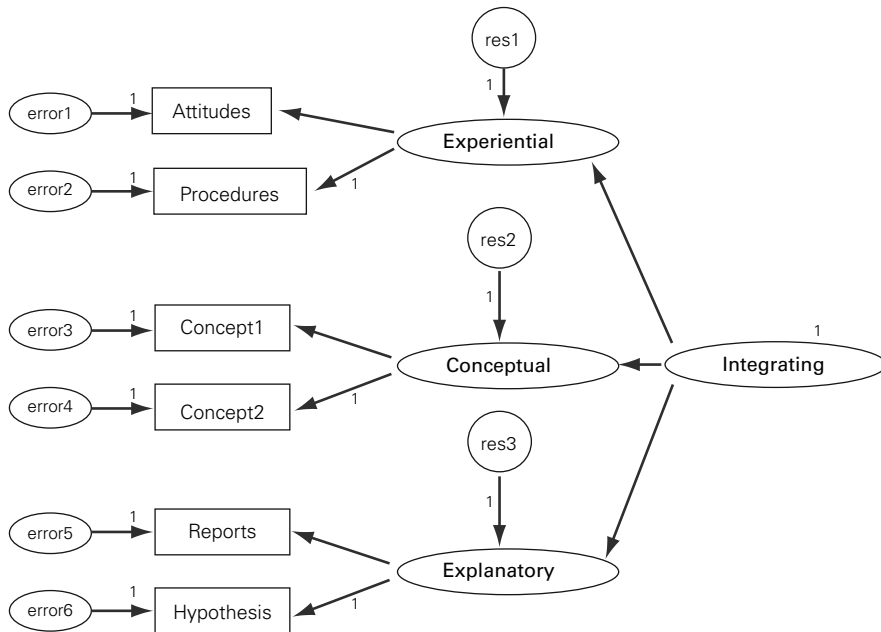 res1
1
1
error1
Attitudes
Experiential
1
error2
Procedures
1
res2
1
1
error3
Concept1
1
Conceptual
Integrating
1
error4
Concept2
1
res3
1
1
error5
Reports
Explanatory
1
error6
Hypothesis
1